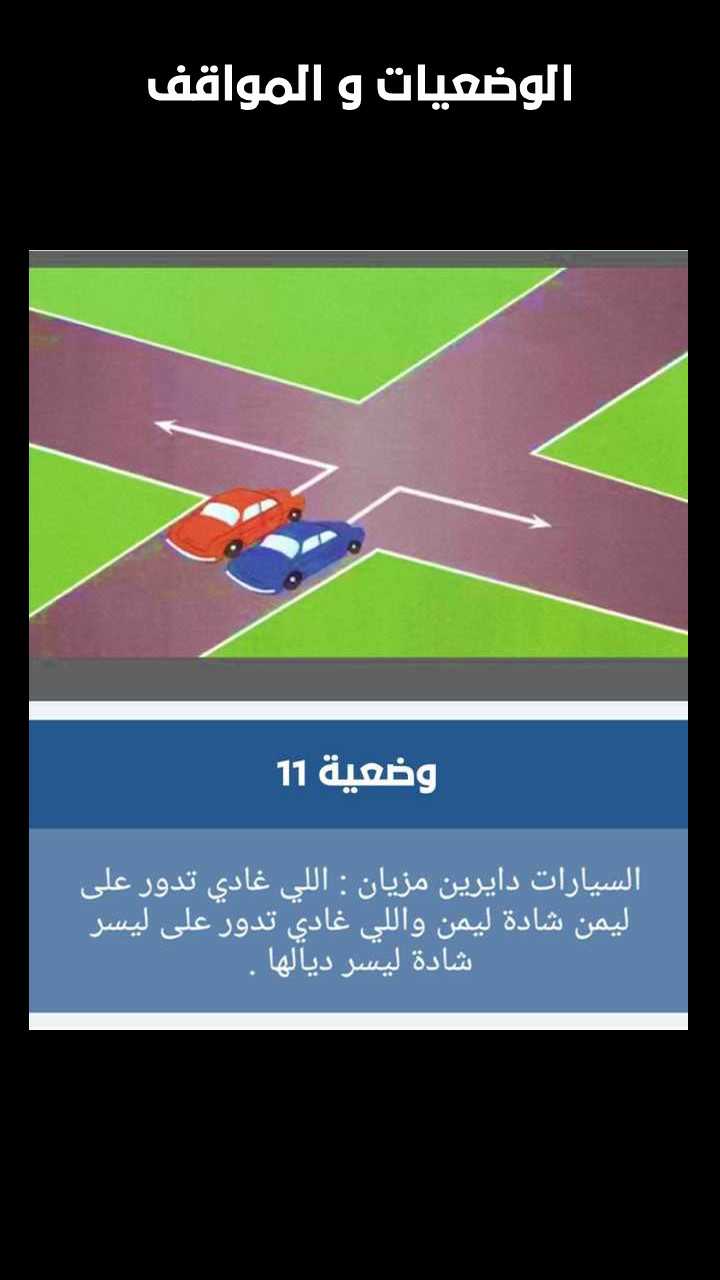 الوضعيات و المواقف
وضعية 11
السيارات دايرين مزيان : اللي غادي تدور على
ليمن شادة ليمن واللي غادي تدور على ليسر
شادة ليسر ديالها .